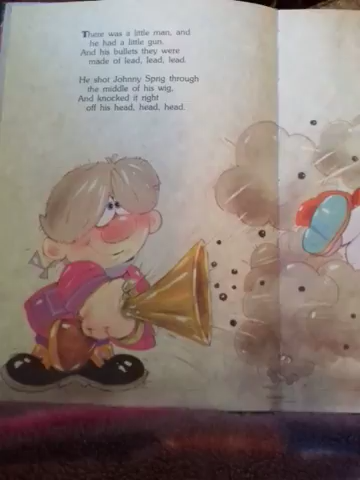 There was a little man, and
he had a little gun,
And his bullets they were
made of lead, lead, lead.
He shot Johnny Sprig through
the middle of his wig,
And knocked it right
off his head, head, head.